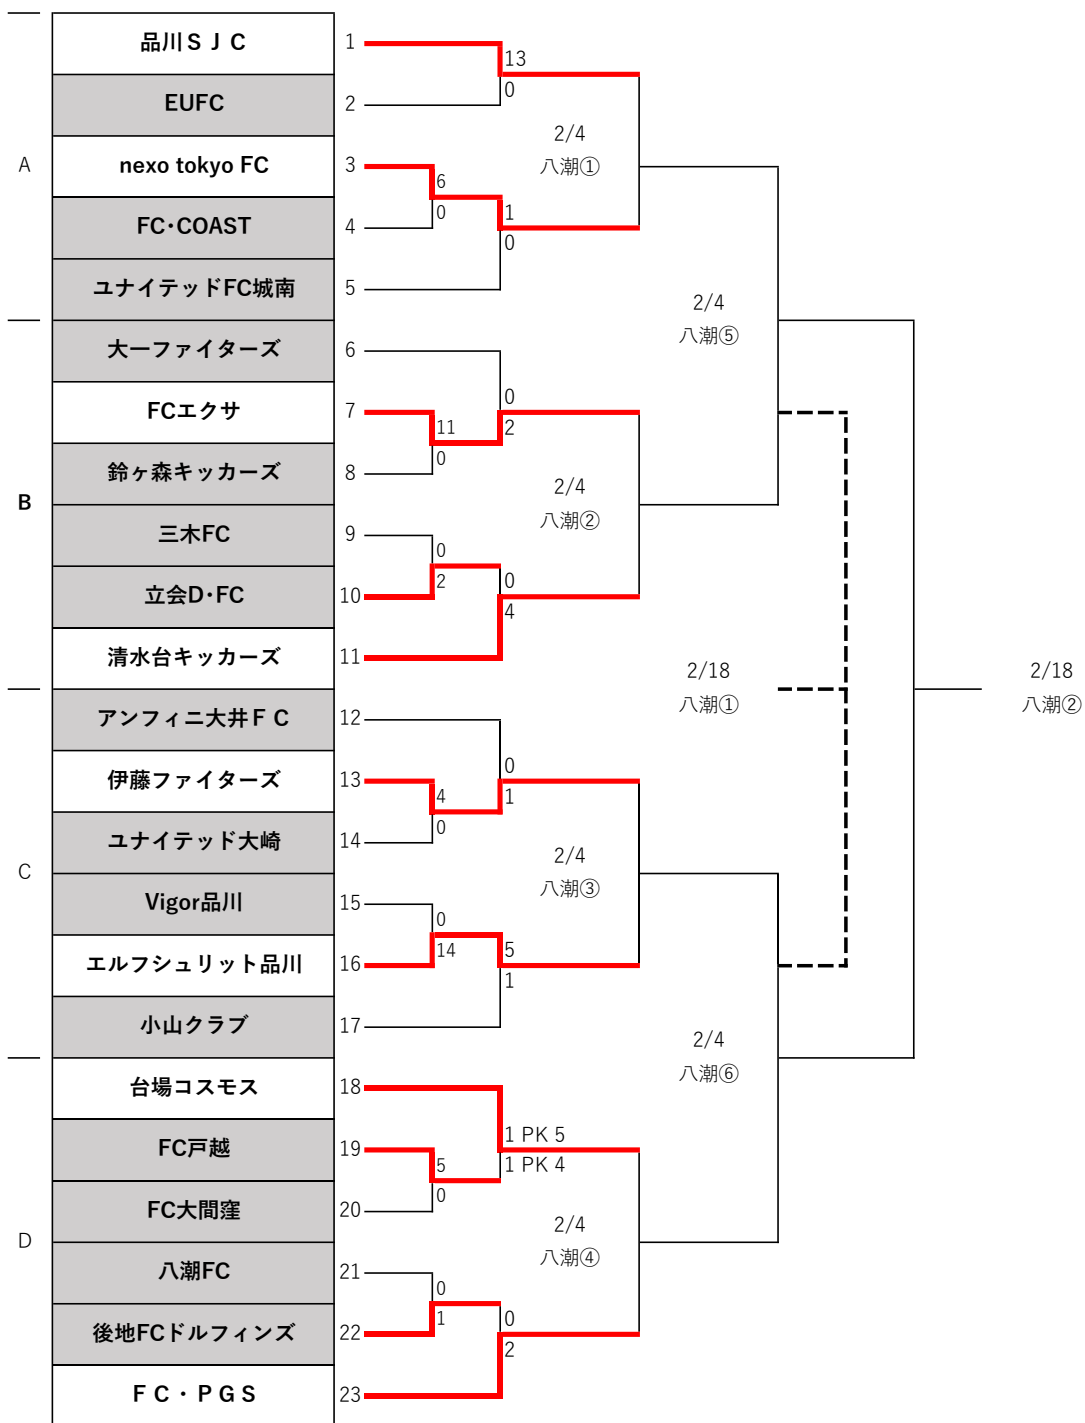 品川ＳＪＣ 1
13
EUFC 2
0
2/4
八潮①
A
nexo tokyo FC 3
6
FC・COAST 4
0
1
0
ユナイテッドFC城南 5
2/4
八潮⑤
大一ファイターズ 6
0
FCエクサ 7
11
2
鈴ヶ森キッカーズ 8
0
2/4
八潮②
B
三木FC 9
0
立会D・FC 10
2
0
4
清水台キッカーズ 11
2/18
八潮①
2/18
八潮②
アンフィニ大井ＦＣ 12
0
伊藤ファイターズ 13
4
1
ユナイテッド大崎 14
0
2/4
八潮③
C
Vigor品川 15
0
エルフシュリット品川 16
14
5
1
小山クラブ 17
2/4
八潮⑥
台場コスモス 18
1 PK 5
FC戸越 19
5
1 PK 4
FC大間窪 20
0
2/4
八潮④
D
八潮FC 21
0
後地FCドルフィンズ 22
1
0
2
ＦＣ・ＰＧＳ 23